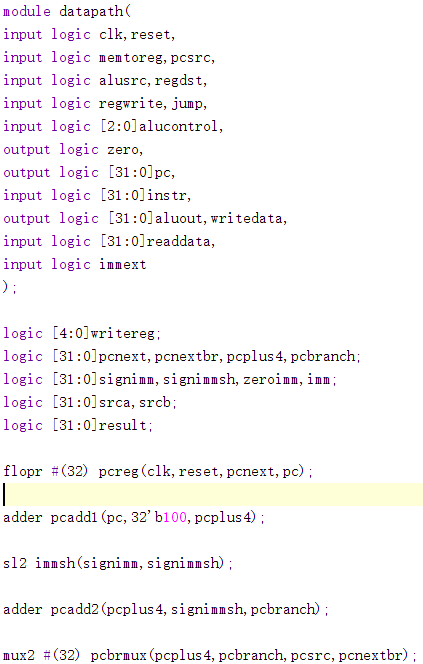 module datapath(
input logic clk,reset,
input logic memtoreg,pcsrc,
input logic alusrc,regdst,
input logic regwrite,jump,
input logic [2:0]alucontrol,
output logic zero,
output logic [31:0]pc,
input logic [31:0]instr,
output logic [31:0]aluout,writedata,
input logic [31:0]readdata,
input logic immext
);
logic [4:0]writereg;
logic [31:0]pcnext,pcnextbr,pcplus4,pcbranch;
logic [31:0]signimm,signimmsh,zeroimm,imm;
logic [31:0]srca,srcb;
logic [31:0]result;
flopr #(32) pcreg(clk,reset,pcnext,pc);
adder pcadd1(pc,32'b100,pcplus4);
sl2 immsh(signimm,signimmsh);
adder pcadd2(pcplus4,signimmsh,pcbranch);
mux2 #(32) pcbrmux(pcplus4,pcbranch,pcsrc,pcnextbr);